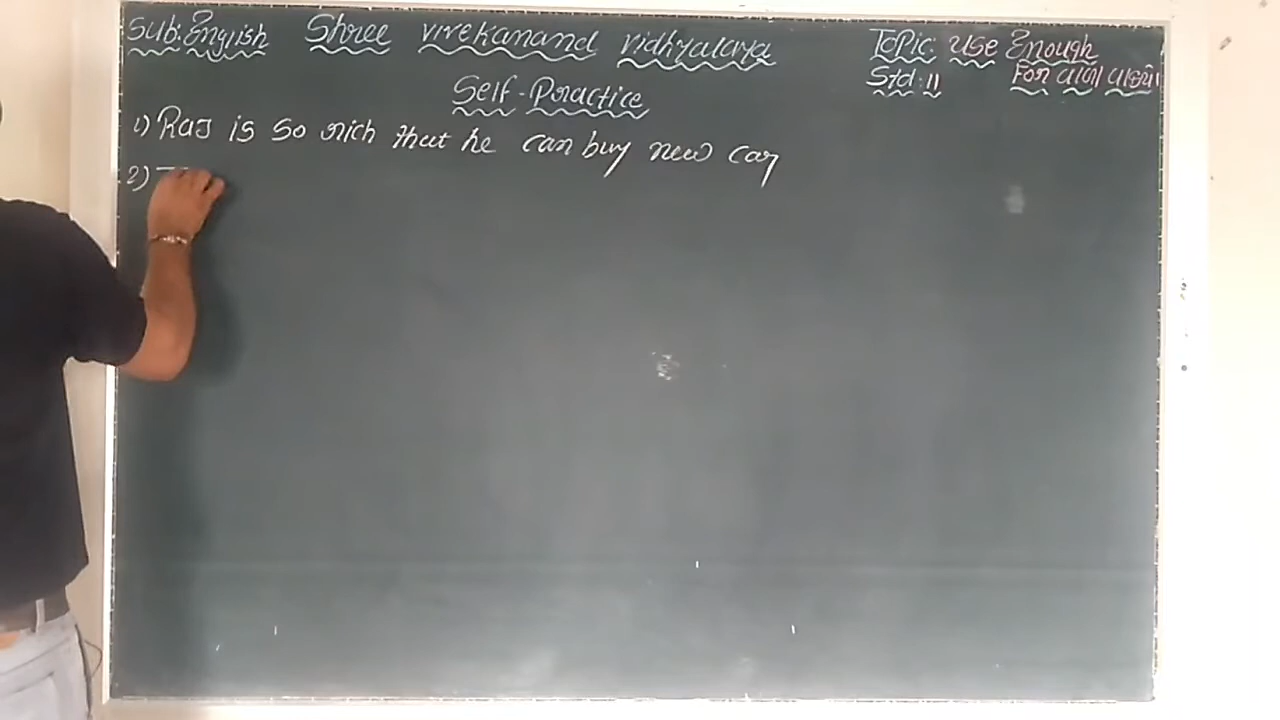 Sub: English Shree vivekanand vidhyalaya Topic: Use Enough
Std: 11 For વાળા વાક્યો
Self-Practice
1) Raj is so rich that he can buy new car
2) T